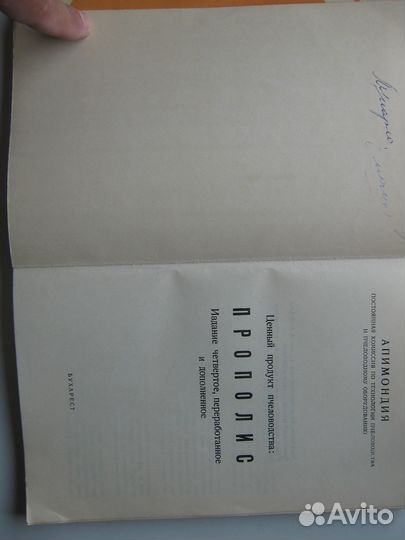 АПИМОНДИЯ
ПОСТОЯННАЯ КОМИССИЯ ПО ТЕХНОЛОГИИ ПЧЕЛОВОДСТВА
И ПЧЕЛОВОДНОМУ ОБОРУДОВАНИЮ
Ценный продукт пчеловодства:
ПРОПОЛИС
Издание четвертое, переработанное
и дополненное
БУХАРЕСТ
Avito